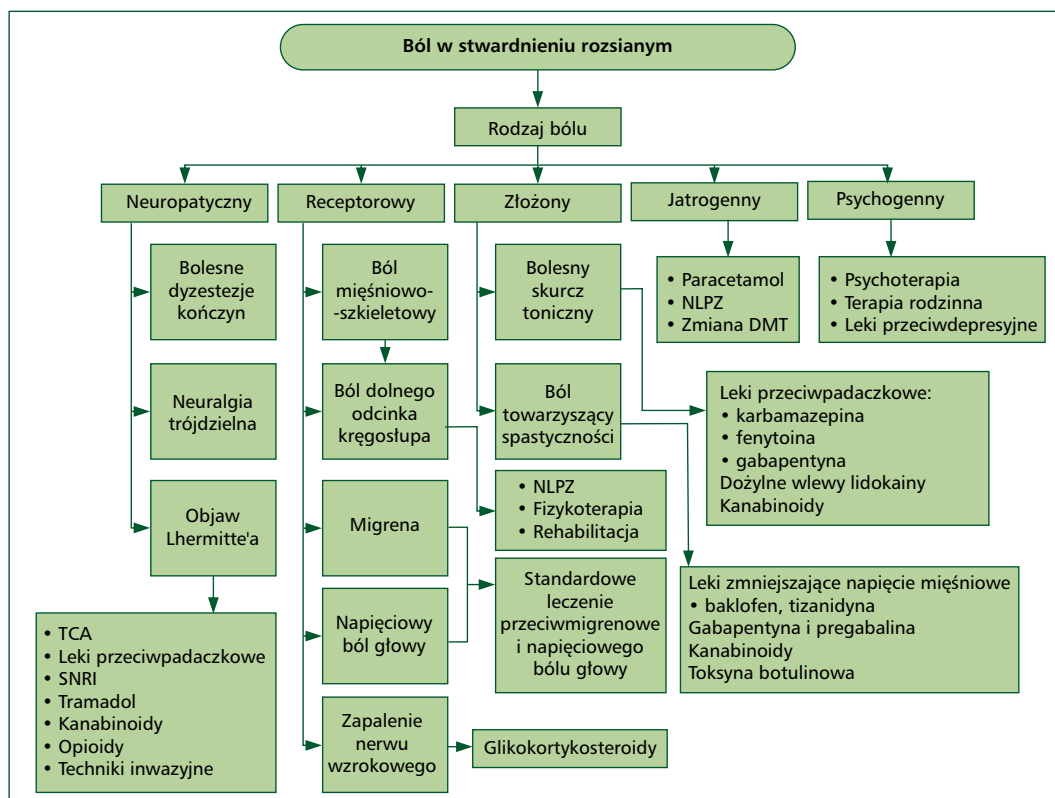 Ból w stwardnieniu rozsianym
Rodzaj bólu
Neuropatyczny
Receptorowy
Złożony
Jatrogenny
Psychogenny
Bolesne
dyzestezje
kończyn
Neuralgia
trójdzielna
Objaw
Lhermitte'a
• TCA
• Leki przeciwpadaczkowe
• SNRI
• Tramadol
• Kanabinoidy
• Opioidy
• Techniki inwazyjne
Ból
mięśniowo-
-szkieletowy
Ból dolnego
odcinka
kręgosłupa
Migrena
Napięciowy
ból głowy
Zapalenie
nerwu
wzrokowego
Bolesny
skurcz
toniczny
Ból
towarzyszący
spastyczności
• NLPZ
• Fizykoterapia
• Rehabilitacja
Standardowe
leczenie
przeciwmigrenowe
i napięciowego
bólu głowy
Glikokortykosteroidy
• Paracetamol
• NLPZ
• Zmiana DMT
• Psychoterapia
• Terapia rodzinna
• Leki przeciwdepresyjne
Leki przeciwpadaczkowe:
• karbamazepina
• fenytoina
• gabapentyna
Dożylne wlewy lidokainy
Kanabinoidy
Leki zmniejszające napięcie mięśniowe
• baklofen, tizanidyna
Gabapentyna i pregabalina
Kanabinoidy
Toksyna botulinowa